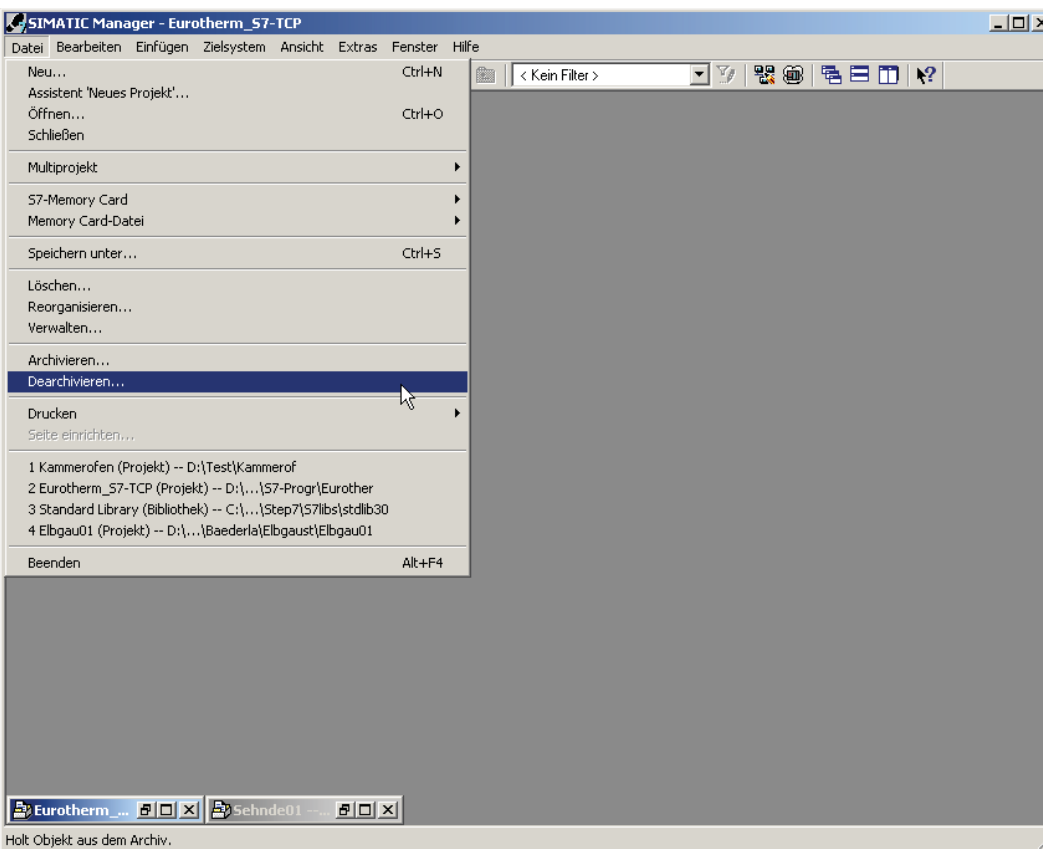 SIMATIC Manager - Eurotherm_S7-TCP
Datei Bearbeiten Einfügen Zielsystem Ansicht Extras Fenster Hilfe
Neu... Ctrl+N
< Kein Filter >
Assistent 'Neues Projekt'...
Öffnen... Ctrl+O
Schließen
Multiprojekt
S7-Memory Card
Memory Card-Datei
Speichern unter... Ctrl+S
Löschen...
Reorganisieren...
Verwalten...
Archivieren...
Dearchivieren...
Drucken
Seite einrichten...
1 Kammerofen (Projekt) -- D:\Test\Kammerof
2 Eurotherm_S7-TCP (Projekt) -- D:\...\S7-Progr\Eurother
3 Standard Library (Bibliothek) -- C:\...\Step7\S7libs\stdlib30
4 Elbgau01 (Projekt) -- D:\...\Baederla\Elbgaust\Elbgau01
Beenden Alt+F4
Eurotherm_... Sehnde01 --...
Holt Objekt aus dem Archiv.